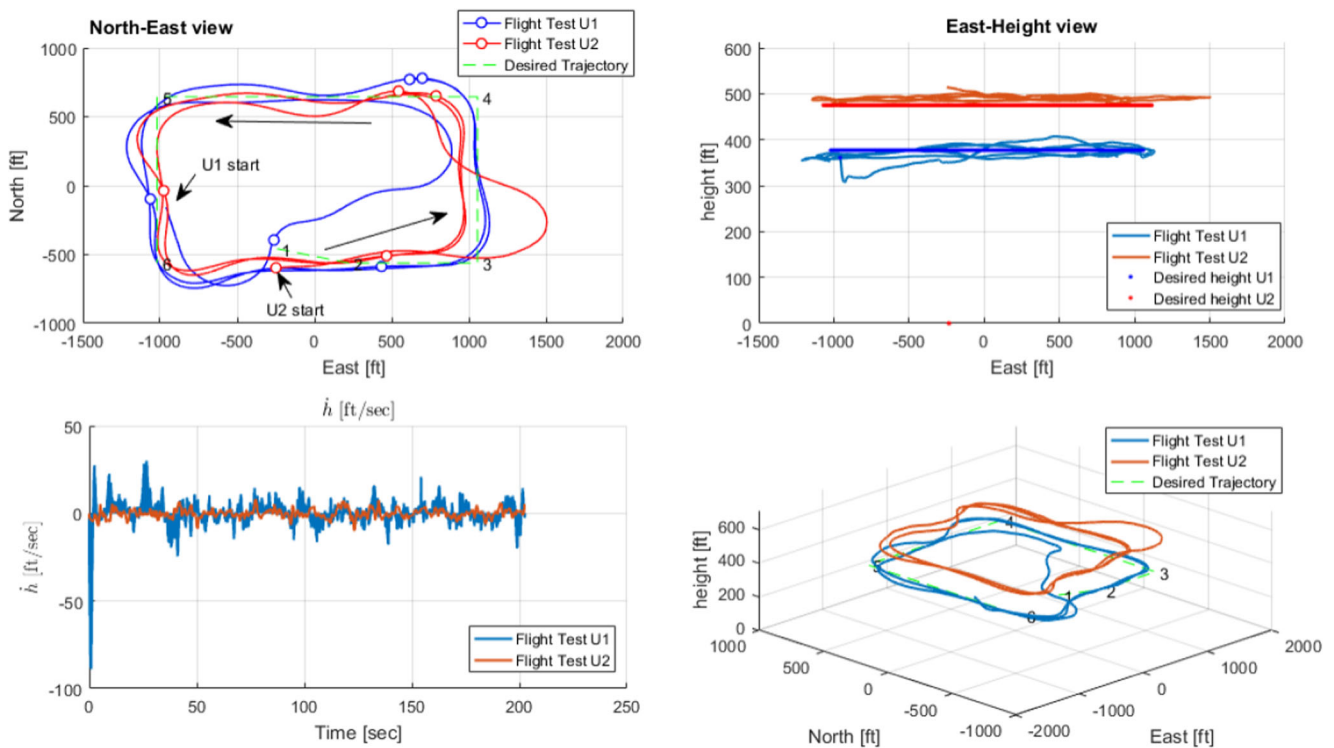 North-East view
Flight Test U1
Flight Test U2
Desired Trajectory
1000
500
0
-500
-1000
North [ft]
5
4
U1 start
1
2
3
6
U2 start
-1500
-1000
-500
0
500
1000
1500
2000
East [ft]
East-Height view
600
500
400
300
200
100
0
height [ft]
Flight Test U1
Flight Test U2
Desired height U1
Desired height U2
-1500
-1000
-500
0
500
1000
1500
2000
East [ft]
ḣ [ft/sec]
50
0
-50
-100
ḣ [ft/sec]
Flight Test U1
Flight Test U2
0
50
100
150
200
250
Time [sec]
Flight Test U1
Flight Test U2
Desired Trajectory
600
400
200
0
height [ft]
4
5
3
1
2
6
1000
500
0
-500
-1000
North [ft]
-2000
-1000
0
1000
2000
East [ft]